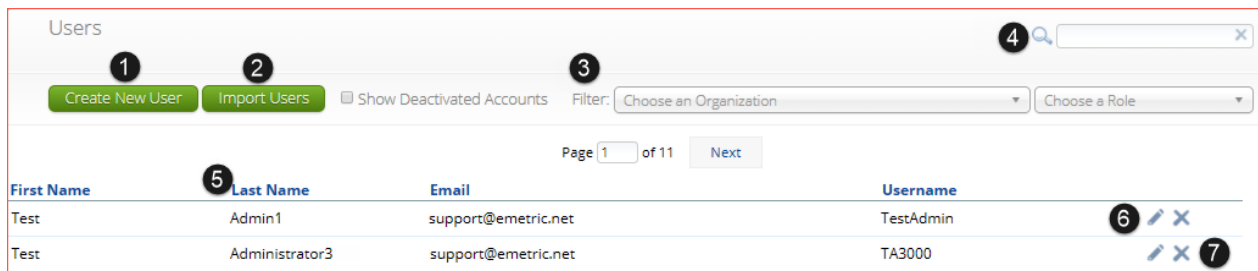 Users
4
1 2 3
Create New User Import Users Show Deactivated Accounts Filter: Choose an Organization Choose a Role
Page 1 of 11 Next
First Name 5 Last Name Email Username
Test Admin1 support@emetric.net TestAdmin 6
Test Administrator3 support@emetric.net TA3000 7